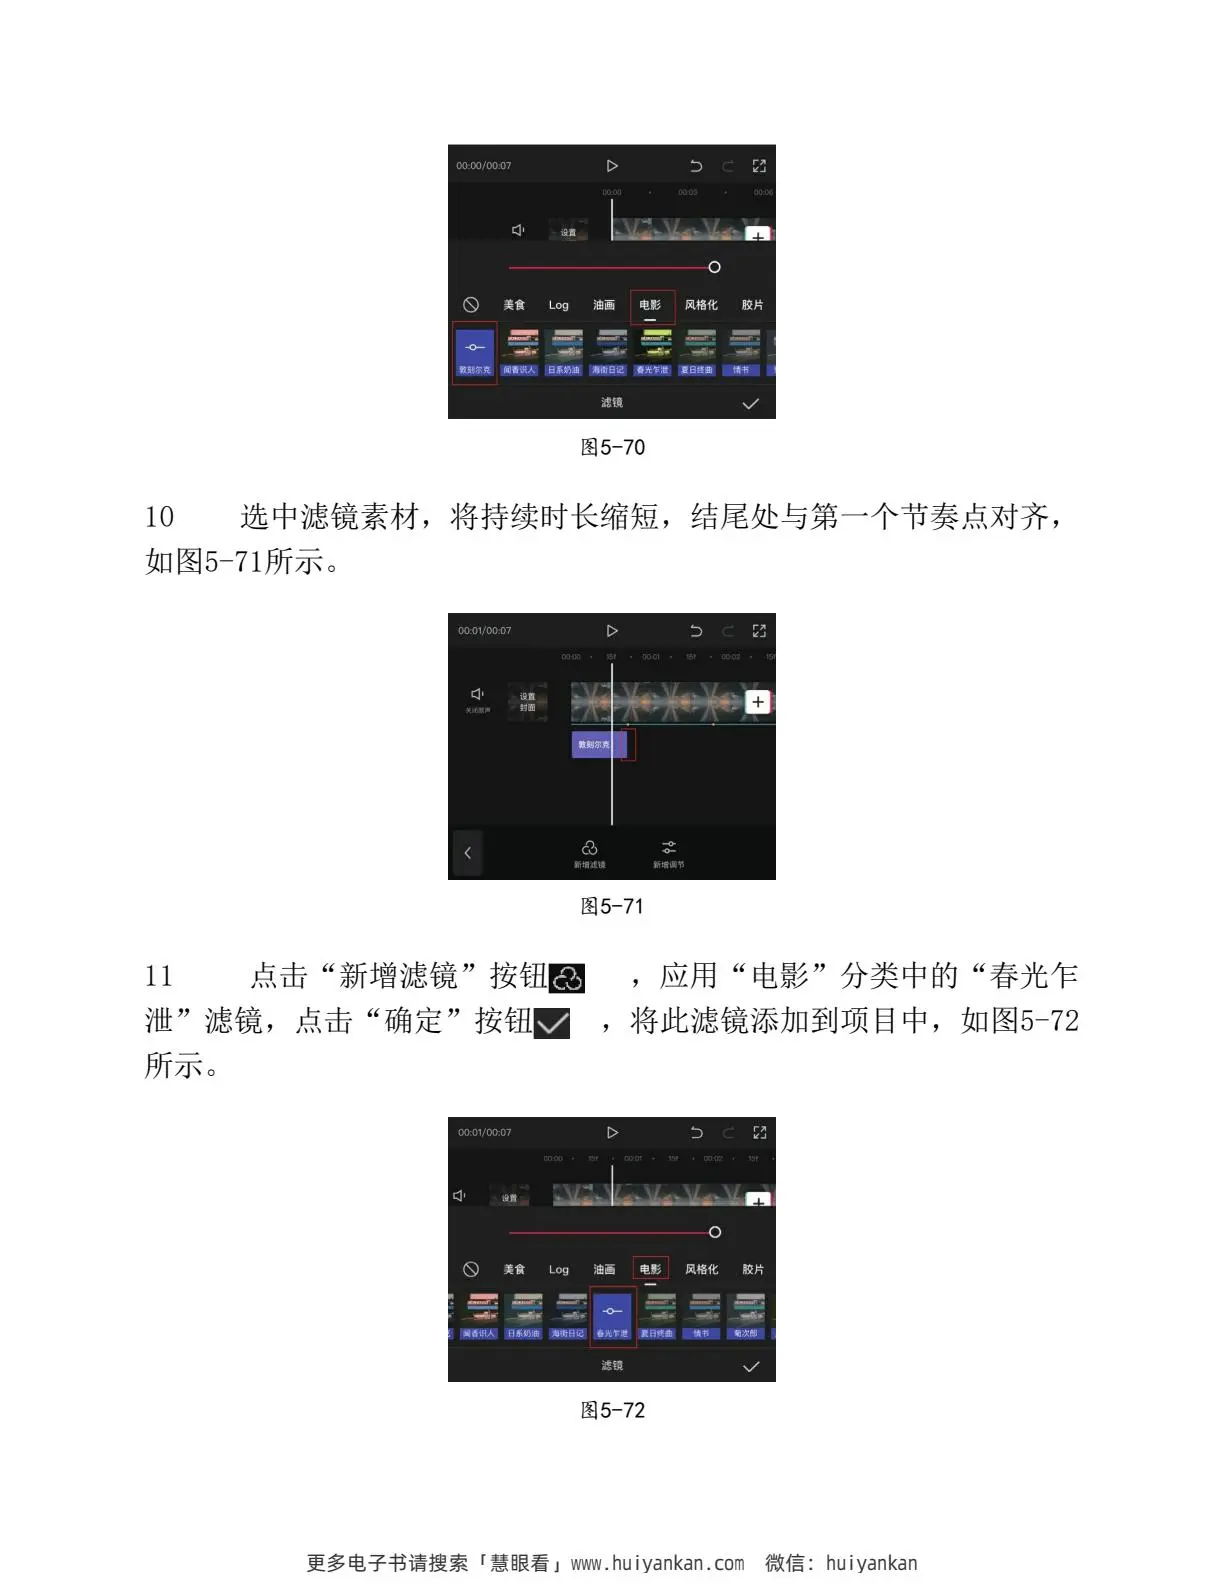 00:00/00:07
00:00 00:03 00:06
设置
美食 Log 油画 电影 风格化 胶片
敦刻尔克 闻香识人 日系奶油 海街日记 春光乍泄 夏日终曲 情书
滤镜
图5-70
10 选中滤镜素材，将持续时长缩短，结尾处与第一个节奏点对齐，
如图5-71所示。
00:01/00:07
00:00 15f 00:01 15f 00:02 15f
关闭原声
设置
封面
敦刻尔克
新增滤镜 新增调节
图5-71
11 点击“新增滤镜”按钮 ，应用“电影”分类中的“春光乍
泄”滤镜，点击“确定”按钮 ，将此滤镜添加到项目中，如图5-72
所示。
00:01/00:07
00:00 15f 00:01 15f 00:02 15f
设置
美食 Log 油画 电影 风格化 胶片
闻香识人 日系奶油 海街日记 春光乍泄 夏日终曲 情书 菊次郎
滤镜
图5-72
更多电子书请搜索「慧眼看」www.huiyankan.com 微信：huiyankan